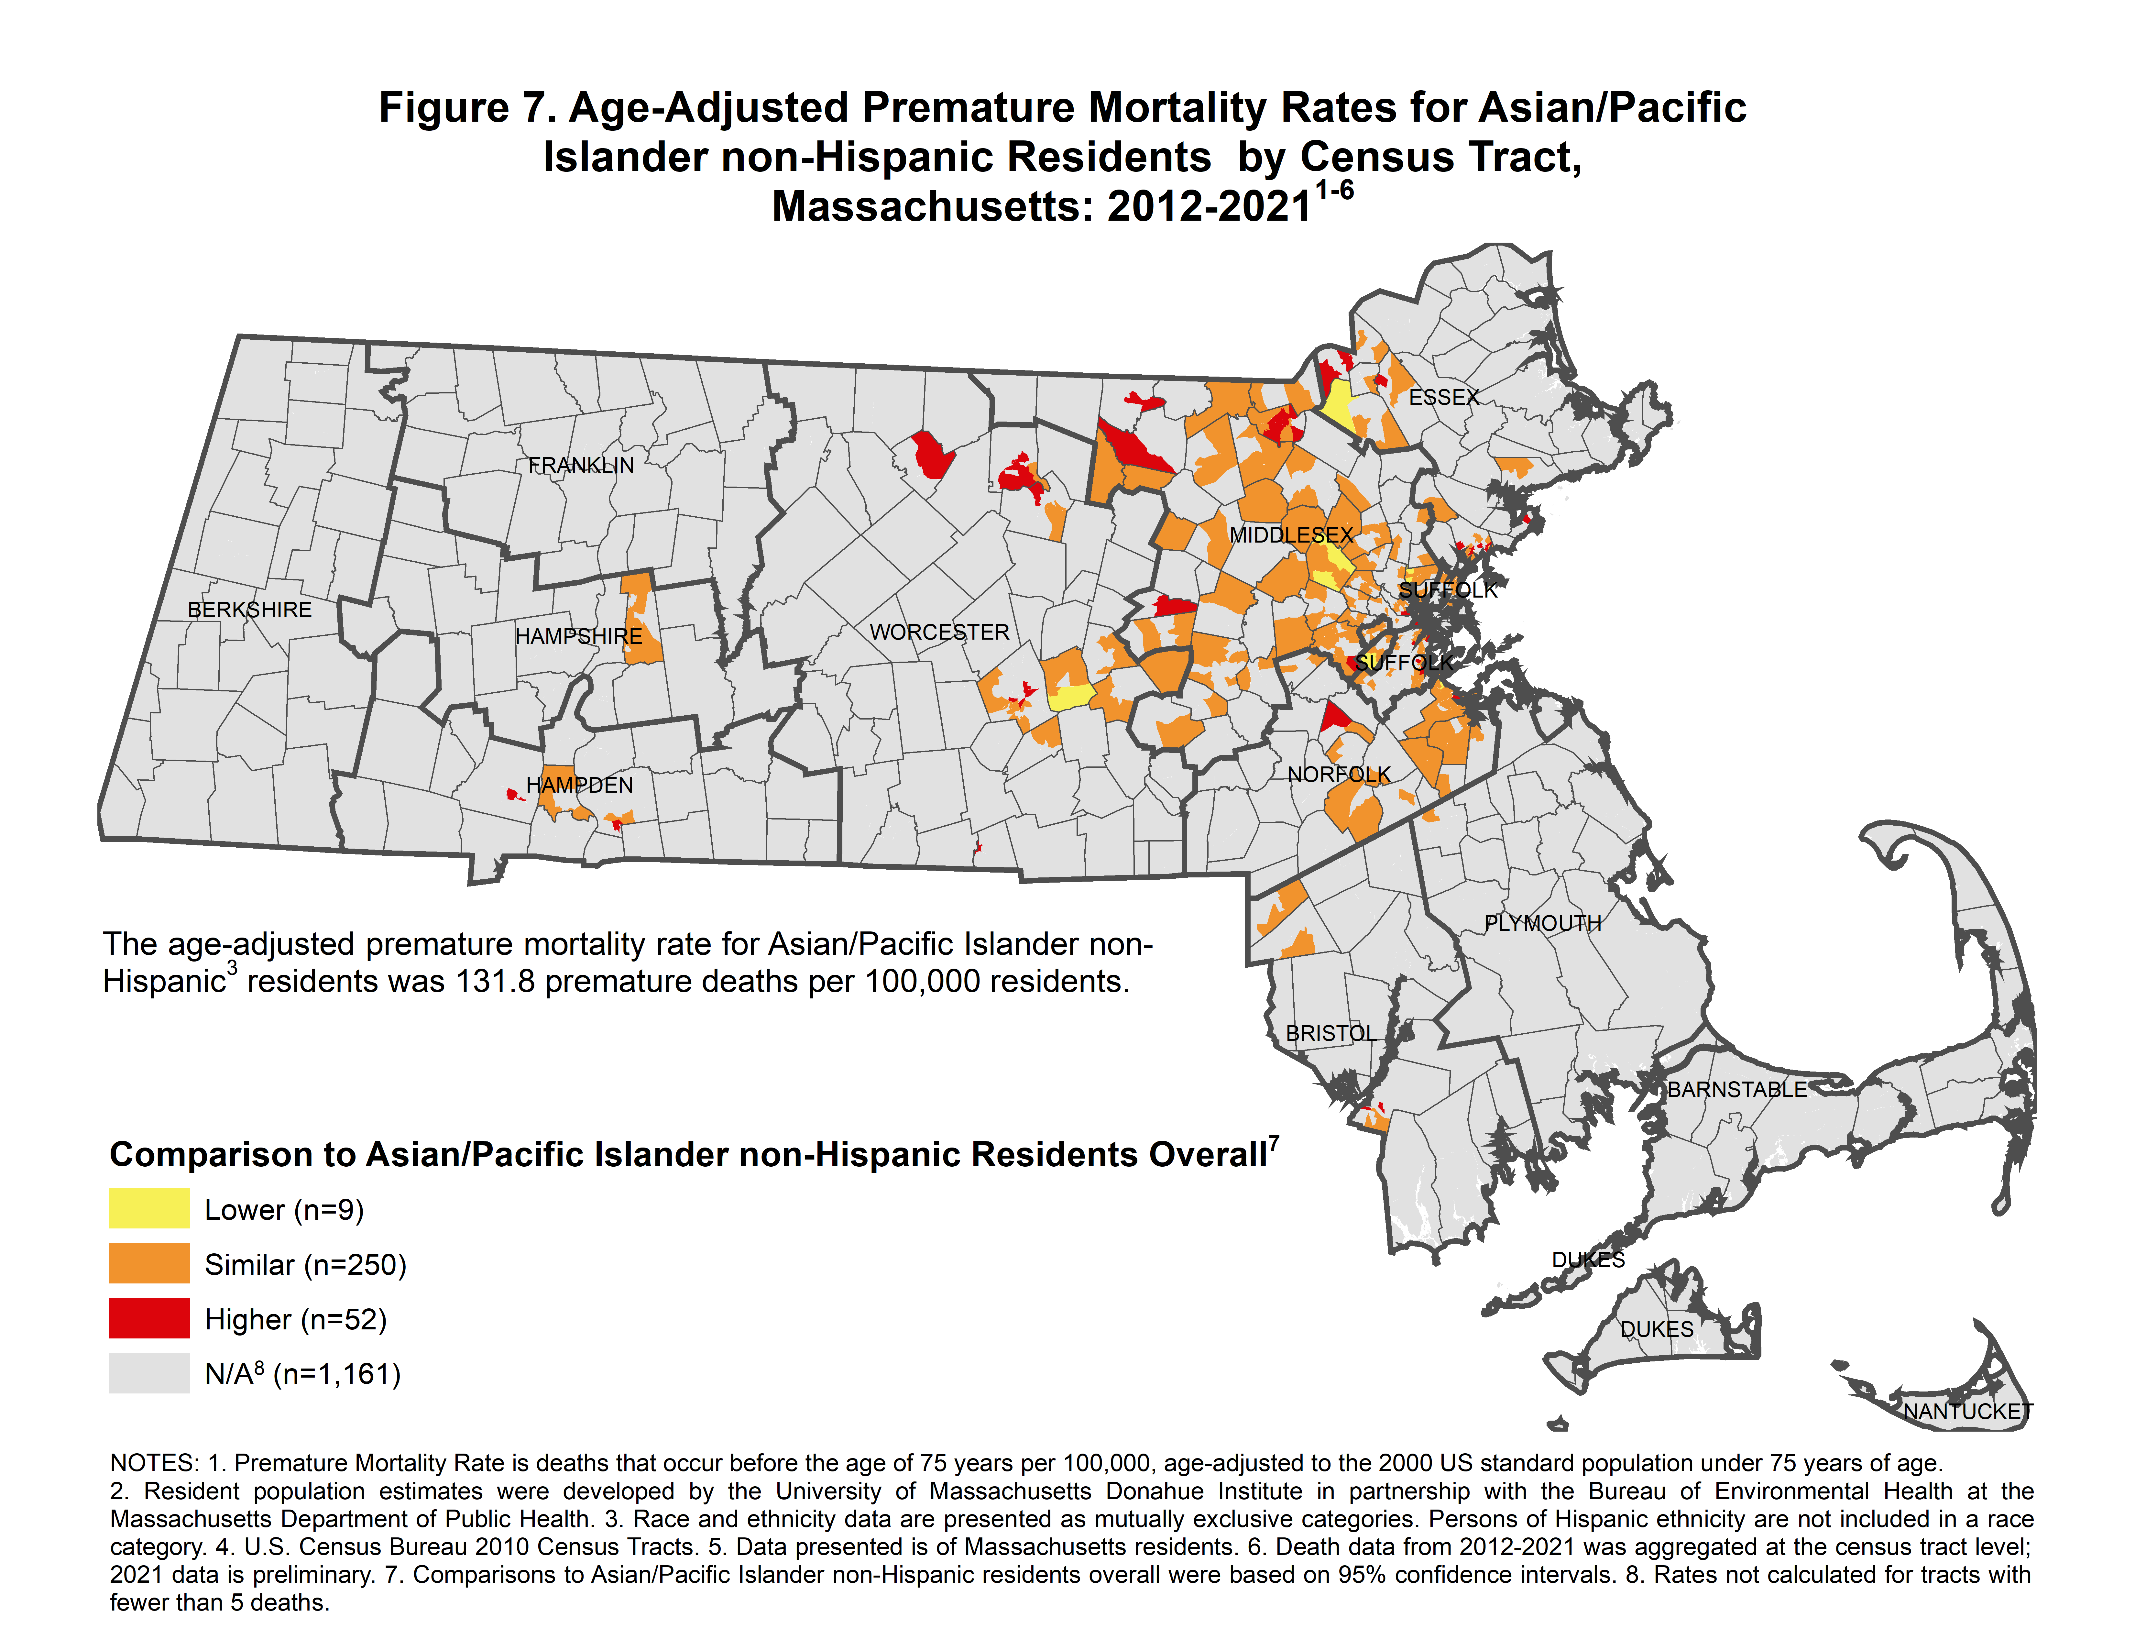 Figure 7. Age-Adjusted Premature Mortality Rates for Asian/Pacific
Islander non-Hispanic Residents by Census Tract,
Massachusetts: 2012-2021¹⁻⁶
ESSEX
FRANKLIN
MIDDLESEX
SUFFOLK
BERKSHIRE
HAMPSHIRE
WORCESTER
SUFFOLK
HAMPDEN
NORFOLK
PLYMOUTH
BRISTOL
BARNSTABLE
DUKES
DUKES
NANTUCKET
The age-adjusted premature mortality rate for Asian/Pacific Islander non-
Hispanic³ residents was 131.8 premature deaths per 100,000 residents.
Comparison to Asian/Pacific Islander non-Hispanic Residents Overall⁷
Lower (n=9)
Similar (n=250)
Higher (n=52)
N/A⁸ (n=1,161)
NOTES: 1. Premature Mortality Rate is deaths that occur before the age of 75 years per 100,000, age-adjusted to the 2000 US standard population under 75 years of age.
2. Resident population estimates were developed by the University of Massachusetts Donahue Institute in partnership with the Bureau of Environmental Health at the
Massachusetts Department of Public Health. 3. Race and ethnicity data are presented as mutually exclusive categories. Persons of Hispanic ethnicity are not included in a race
category. 4. U.S. Census Bureau 2010 Census Tracts. 5. Data presented is of Massachusetts residents. 6. Death data from 2012-2021 was aggregated at the census tract level;
2021 data is preliminary. 7. Comparisons to Asian/Pacific Islander non-Hispanic residents overall were based on 95% confidence intervals. 8. Rates not calculated for tracts with
fewer than 5 deaths.